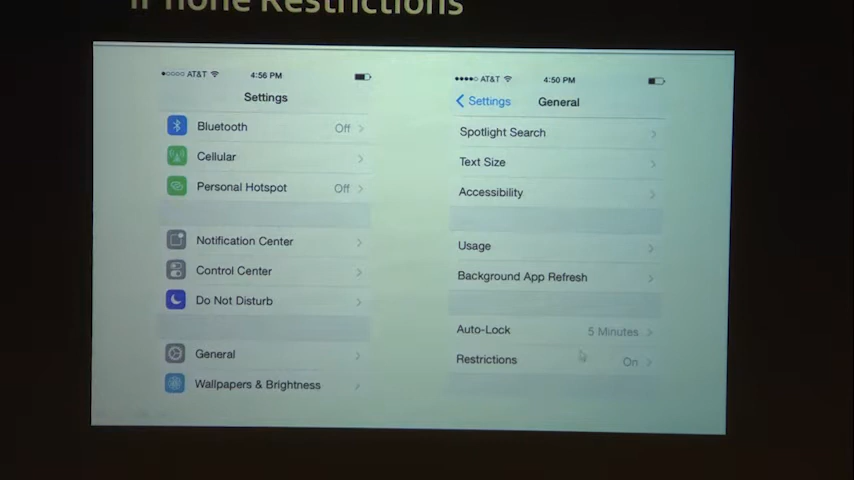 iPhone Restrictions
AT&T 4:56 PM
Settings
Bluetooth Off
Cellular
Personal Hotspot Off
Notification Center
Control Center
Do Not Disturb
General
Wallpapers & Brightness
AT&T 4:50 PM
Settings General
Spotlight Search
Text Size
Accessibility
Usage
Background App Refresh
Auto-Lock 5 Minutes
Restrictions On